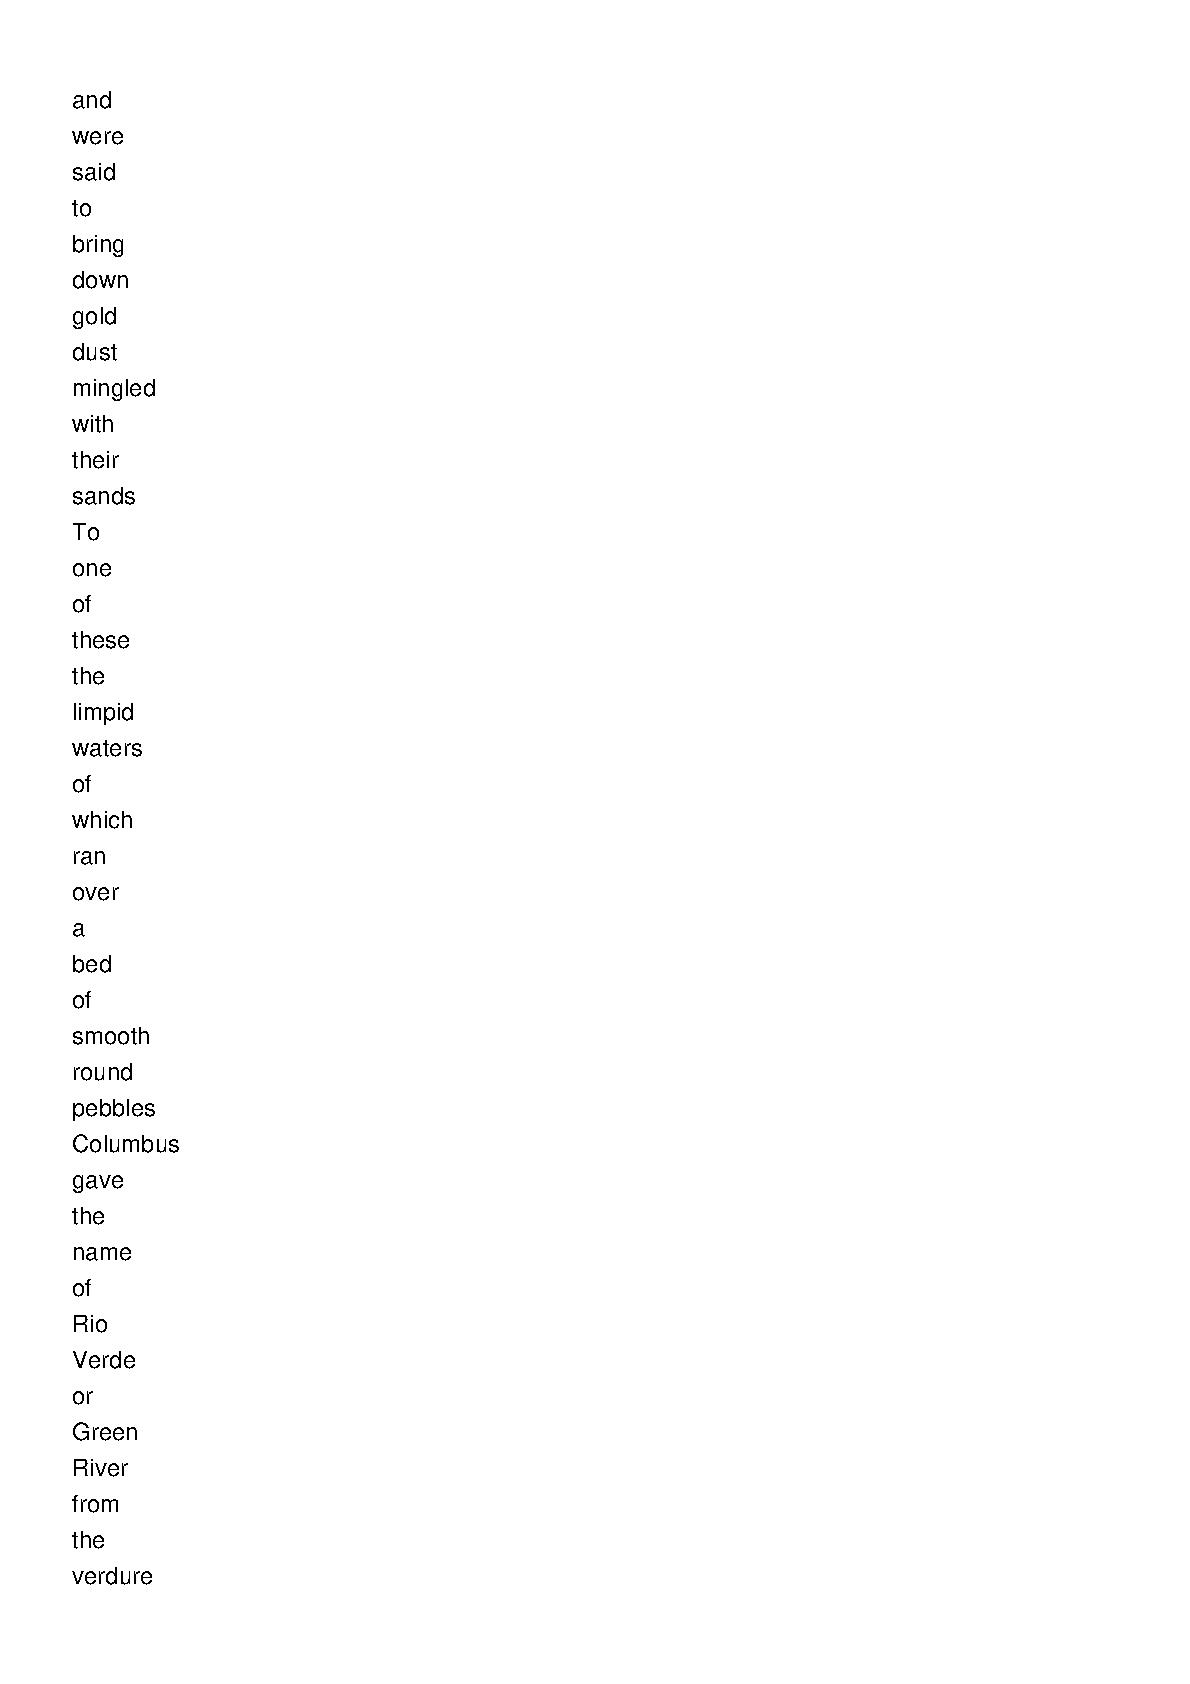 and
were
said
to
bring
down
gold
dust
mingled
with
their
sands
To
one
of
these
the
limpid
waters
of
which
ran
over
a
bed
of
smooth
round
pebbles
Columbus
gave
the
name
of
Rio
Verde
or
Green
River
from
the
verdure